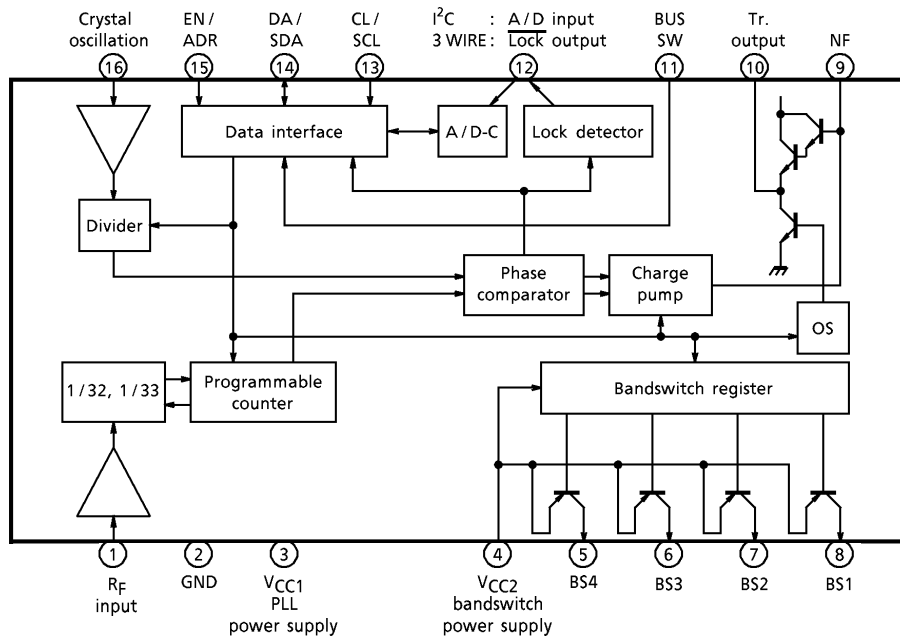 Crystal oscillation
EN / ADR
DA / SDA
CL / SCL
I²C : A / D input
3 WIRE : Lock output
BUS SW
Tr. output
NF
16
15
14
13
12
11
10
9
Data interface
A / D-C
Lock detector
Divider
Phase comparator
Charge pump
OS
1 / 32, 1 / 33
Programmable counter
Bandswitch register
1
2
3
4
5
6
7
8
RF input
GND
VCC1 PLL power supply
VCC2 bandswitch power supply
BS4
BS3
BS2
BS1